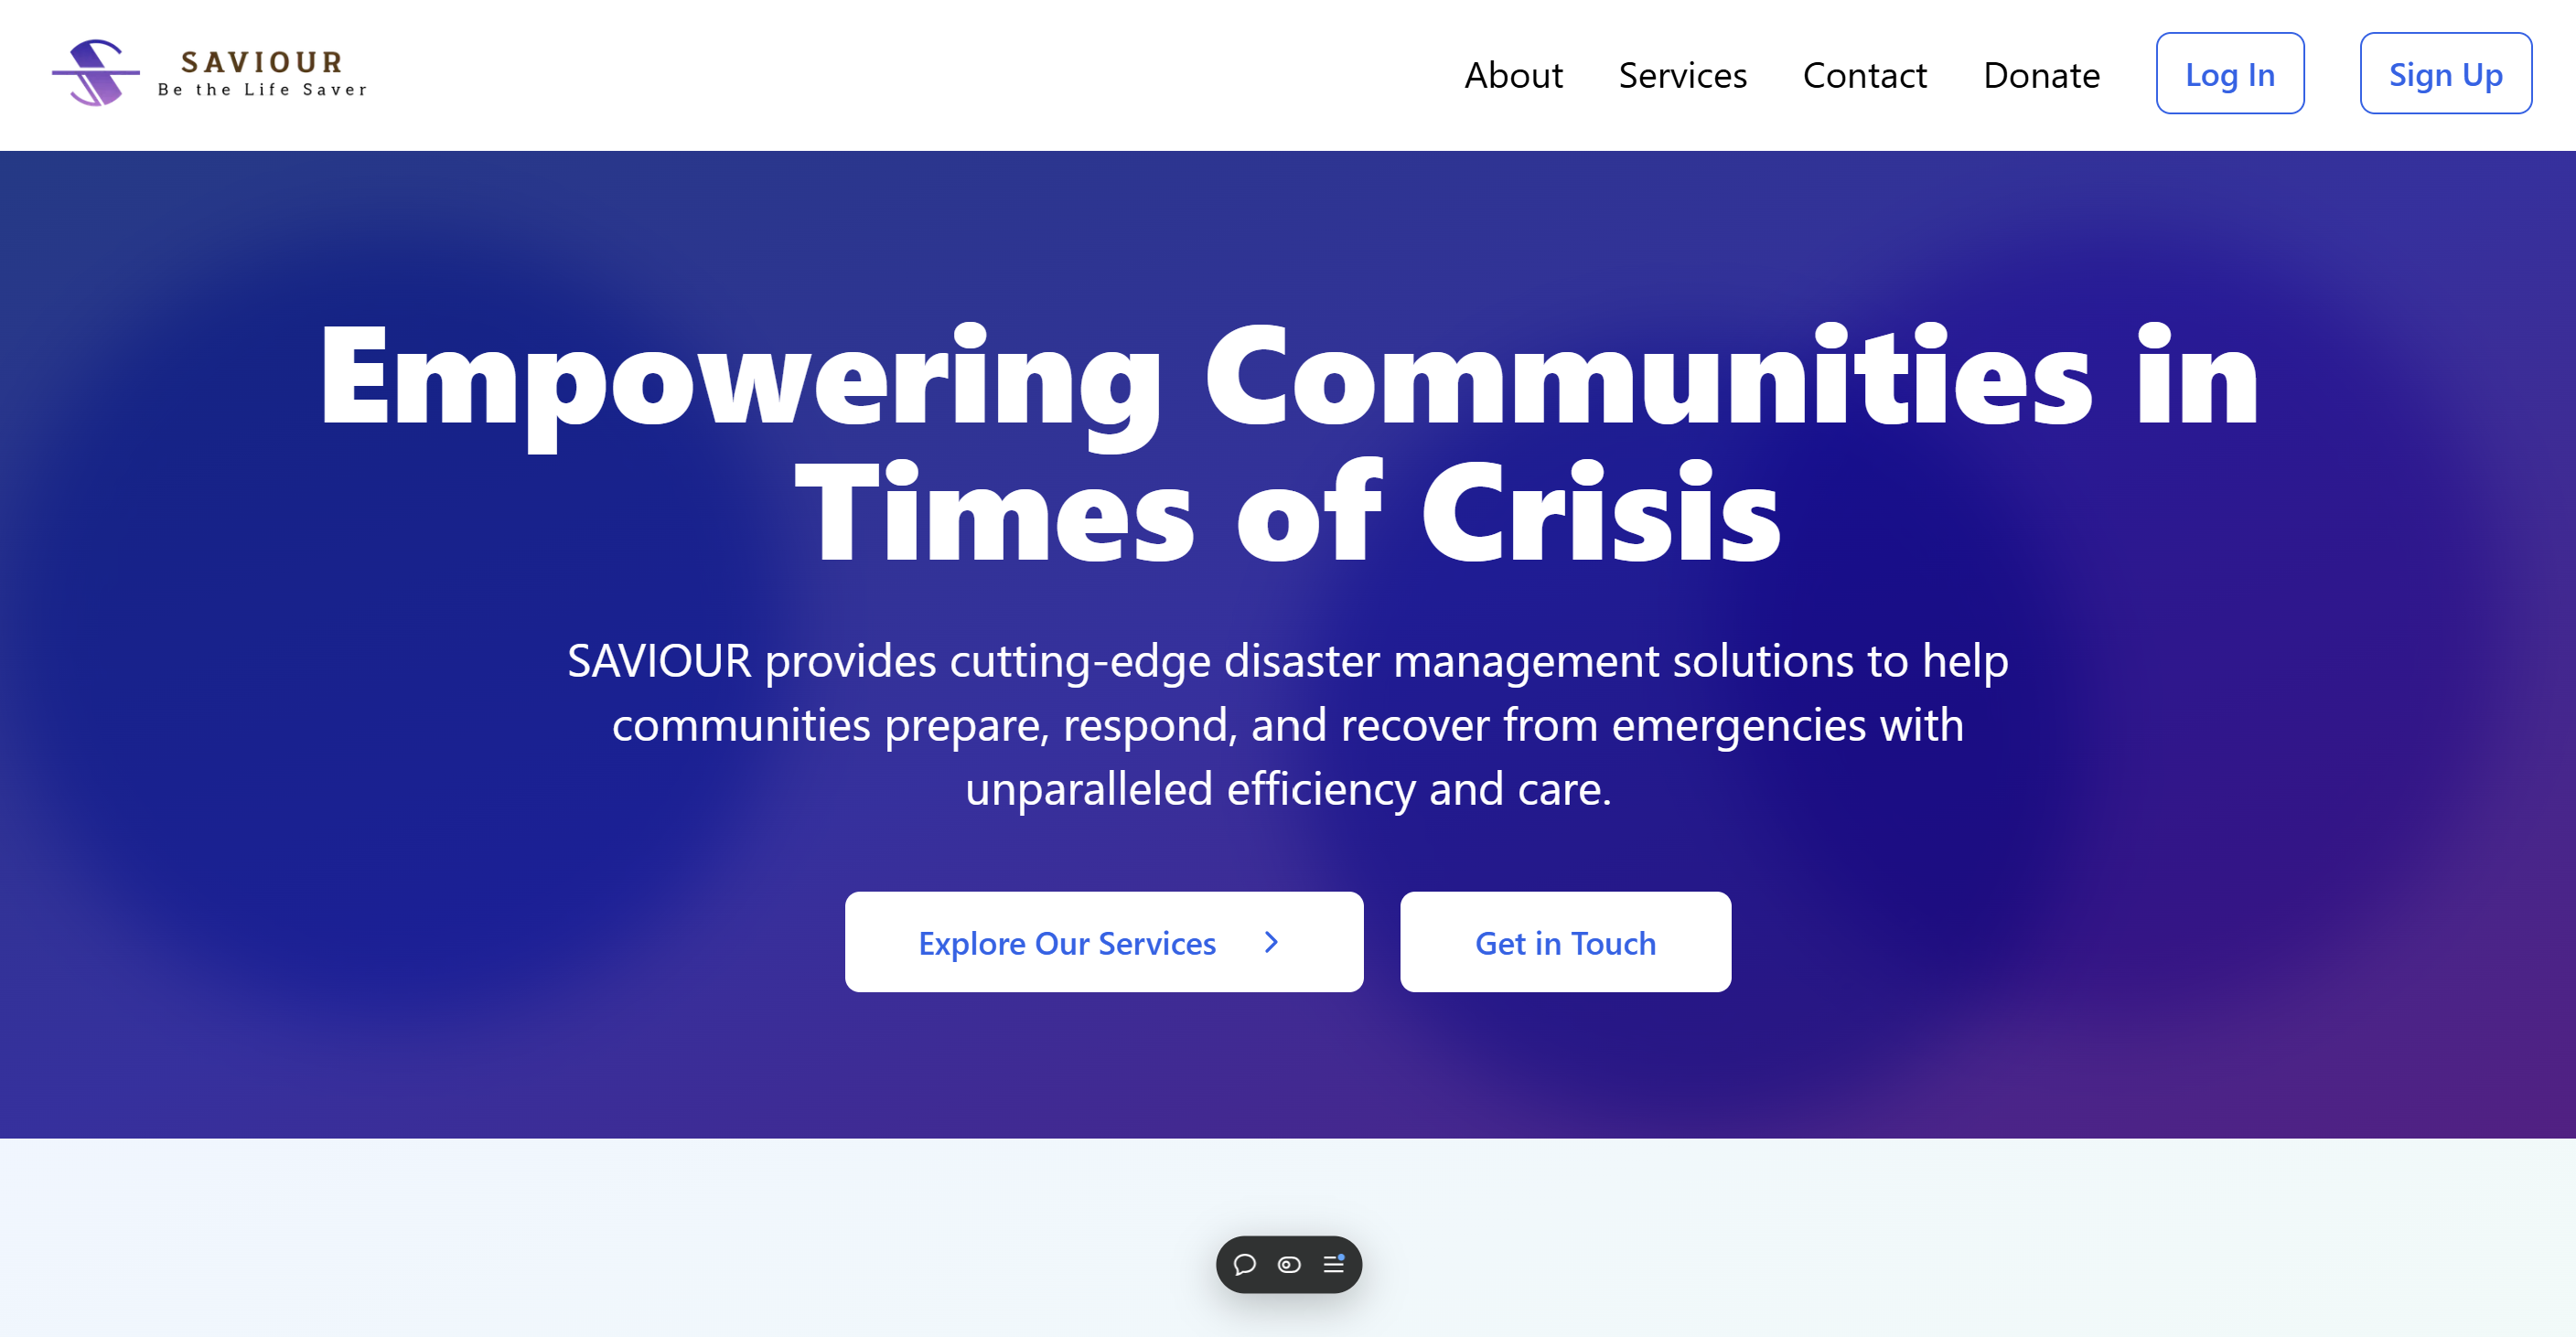 SAVIOUR
Be the Life Saver
About Services Contact Donate Log In Sign Up
Empowering Communities in
Times of Crisis
SAVIOUR provides cutting-edge disaster management solutions to help
communities prepare, respond, and recover from emergencies with
unparalleled efficiency and care.
Explore Our Services
Get in Touch